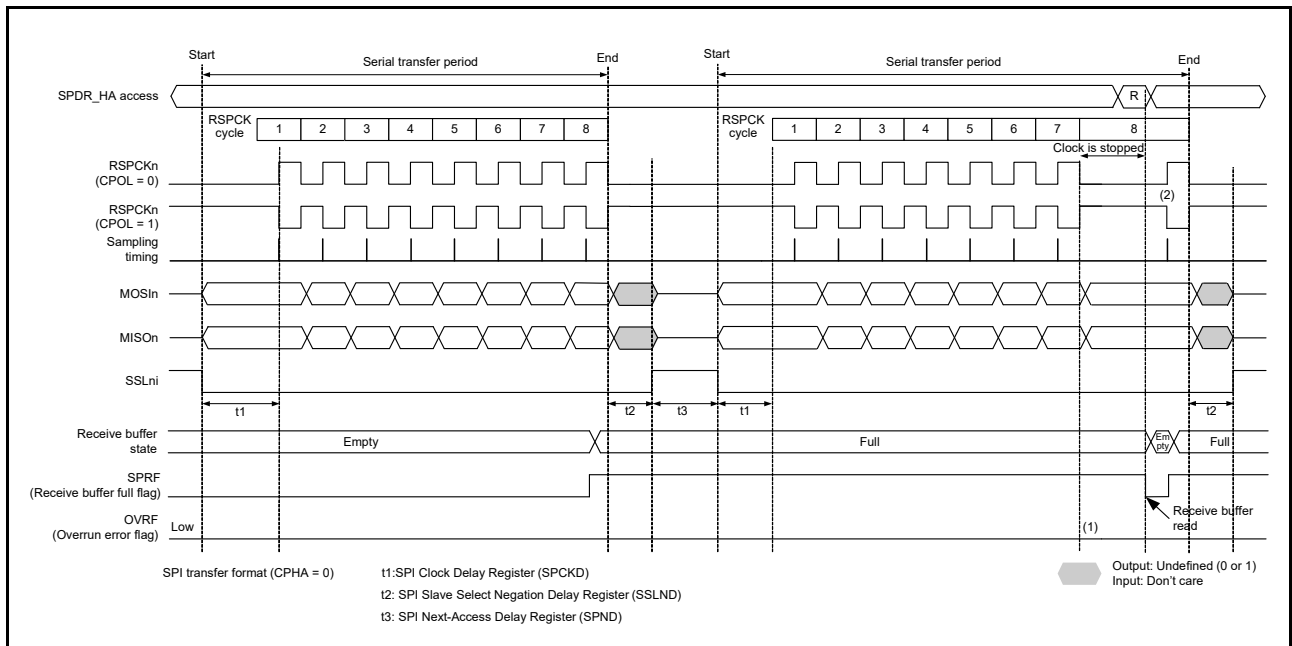 Start
Serial transfer period
End
Start
Serial transfer period
End
SPDR_HA access
R
RSPCK
cycle
1 2 3 4 5 6 7 8
RSPCK
cycle
1 2 3 4 5 6 7 8
Clock is stopped
RSPCKn
(CPOL = 0)
(2)
RSPCKn
(CPOL = 1)
Sampling
timing
MOSIn
MISOn
SSLni
t1
t2
t3
t1
t2
Receive buffer
state
Empty
Full
Em
pty
Full
SPRF
(Receive buffer full flag)
Receive buffer
read
OVRF
(Overrun error flag)
Low
(1)
SPI transfer format (CPHA = 0)
t1:SPI Clock Delay Register (SPCKD)
t2: SPI Slave Select Negation Delay Register (SSLND)
t3: SPI Next-Access Delay Register (SPND)
Output: Undefined (0 or 1)
Input: Don't care